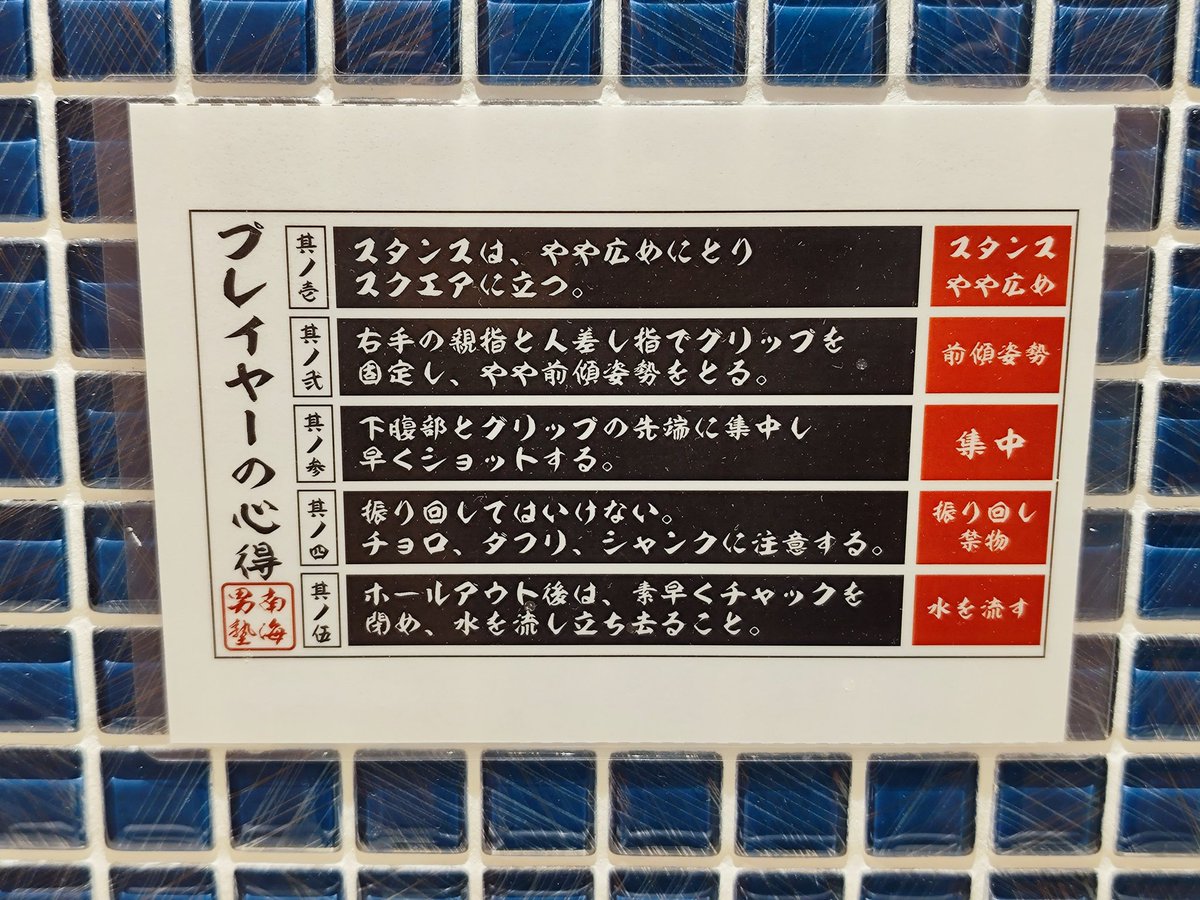 プレイヤーの心得
南海
男塾
其ノ壱
スタンスは、やや広めにとり
スクエアに立つ。
スタンス
やや広め
其ノ弐
右手の親指と人差し指でグリップを
固定し、やや前傾姿勢をとる。
前傾姿勢
其ノ参
下腹部とグリップの先端に集中し
早くショットする。
集中
其ノ四
振り回してはいけない。
チョロ、ダフリ、シャンクに注意する。
振り回し
禁物
其ノ伍
ホールアウト後は、素早くチャックを
閉め、水を流し立ち去ること。
水を流す